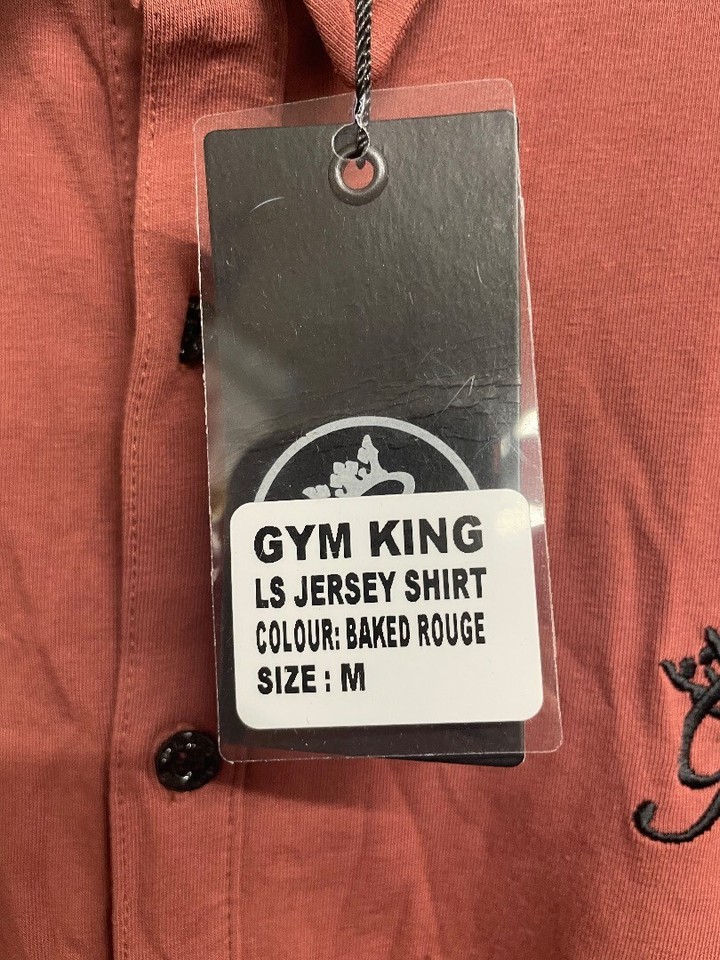 GYM KING
LS JERSEY SHIRT
COLOUR: BAKED ROUGE
SIZE : M